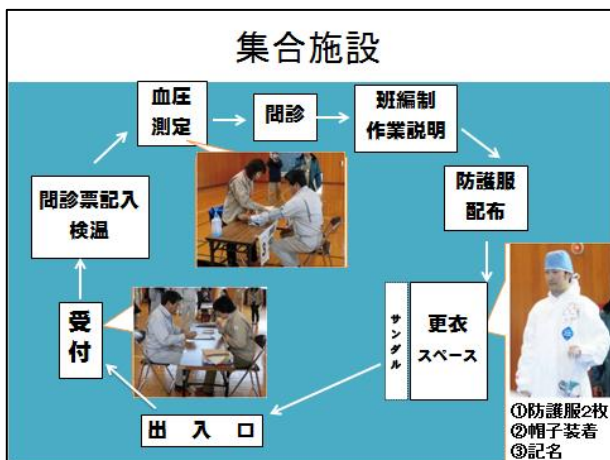 集合施設
血圧
測定
問診
班編制
作業説明
防護服
配布
問診票記入
検温
受付
サンダル
更衣
スペース
出入口
①防護服2枚
②帽子装着
③記名